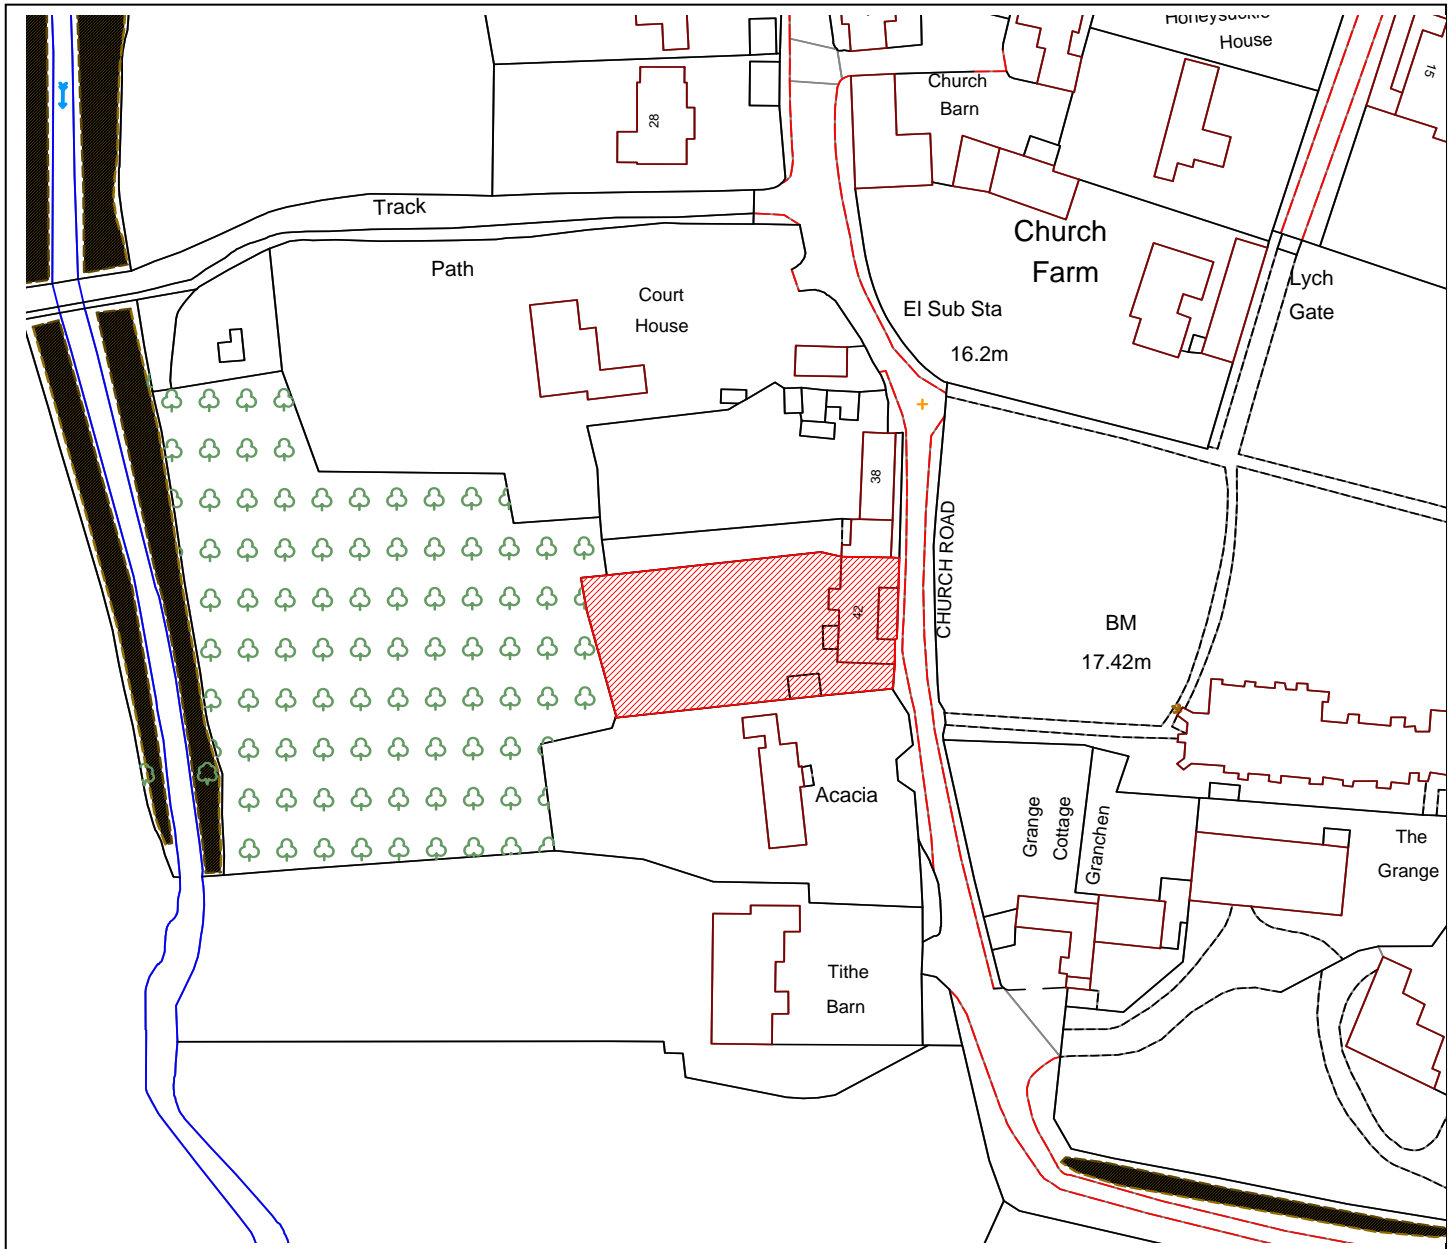 Honeysuckle
House
15
Church
Barn
28
Track
Church
Farm
Path
Court
House
Lych
Gate
El Sub Sta
16.2m
38
CHURCH ROAD
42
BM
17.42m
Acacia
Grange
Cottage
Granchen
The
Grange
Tithe
Barn